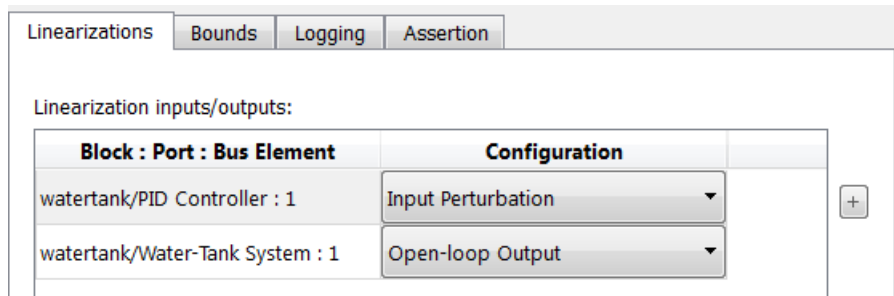 Linearizations Bounds Logging Assertion
Linearization inputs/outputs:
Block : Port : Bus Element Configuration
watertank/PID Controller : 1 Input Perturbation
+
watertank/Water-Tank System : 1 Open-loop Output